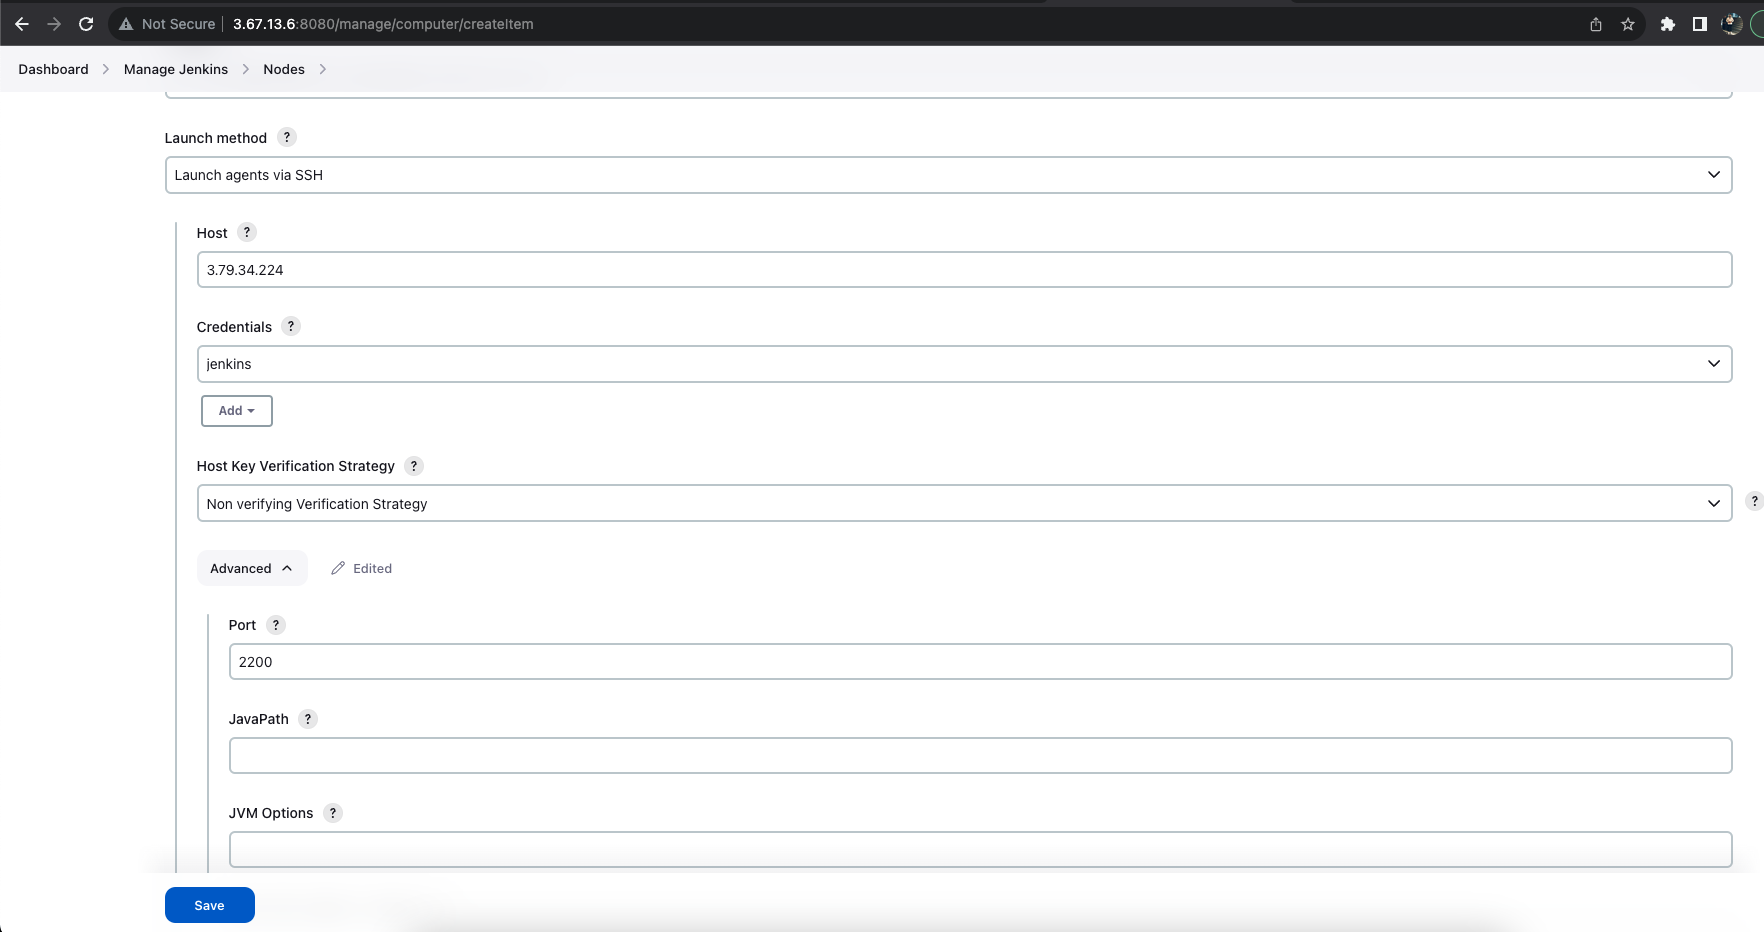 Not Secure 3.67.13.6:8080/manage/computer/createItem
Dashboard Manage Jenkins Nodes
Launch method ?
Launch agents via SSH
Host ?
3.79.34.224
Credentials ?
jenkins
Add
Host Key Verification Strategy ?
Non verifying Verification Strategy ?
Advanced Edited
Port ?
2200
JavaPath ?
JVM Options ?
Save